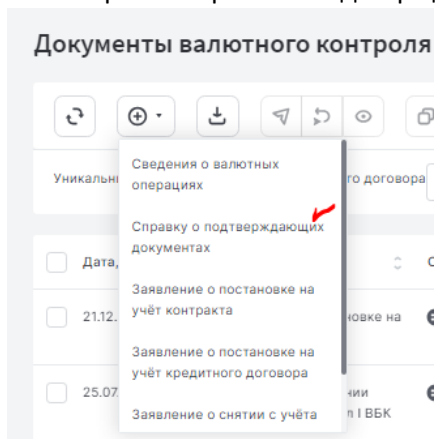 Документы валютного контроля
Сведения о валютных
операциях
Уникальн
го договора
Справку о подтверждающих
документах
Дата,
Заявление о постановке на
учёт контракта
21.12.
новке на
Заявление о постановке на
учёт кредитного договора
25.07
нии
л I ВБК
Заявление о снятии с учёта